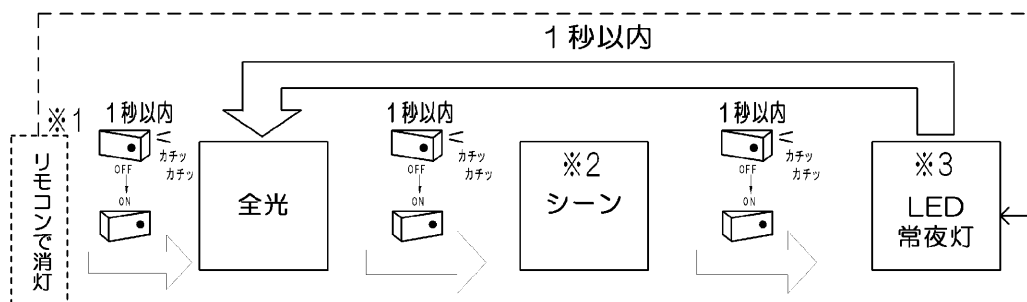 1秒以内
※1
リモコンで消灯
1秒以内
カチッ
カチッ
OFF
ON
全光
1秒以内
カチッ
カチッ
OFF
ON
※2
シーン
1秒以内
カチッ
カチッ
OFF
ON
※3
LED
常夜灯